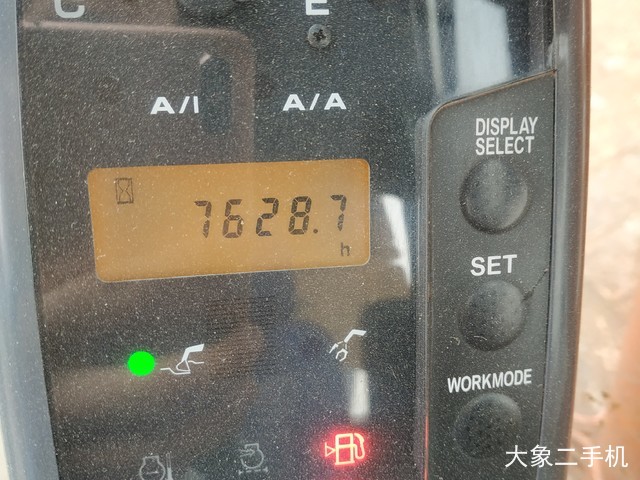 C E
A/I A/A
DISPLAY
SELECT
7628.7
h
SET
WORKMODE
大象二手机